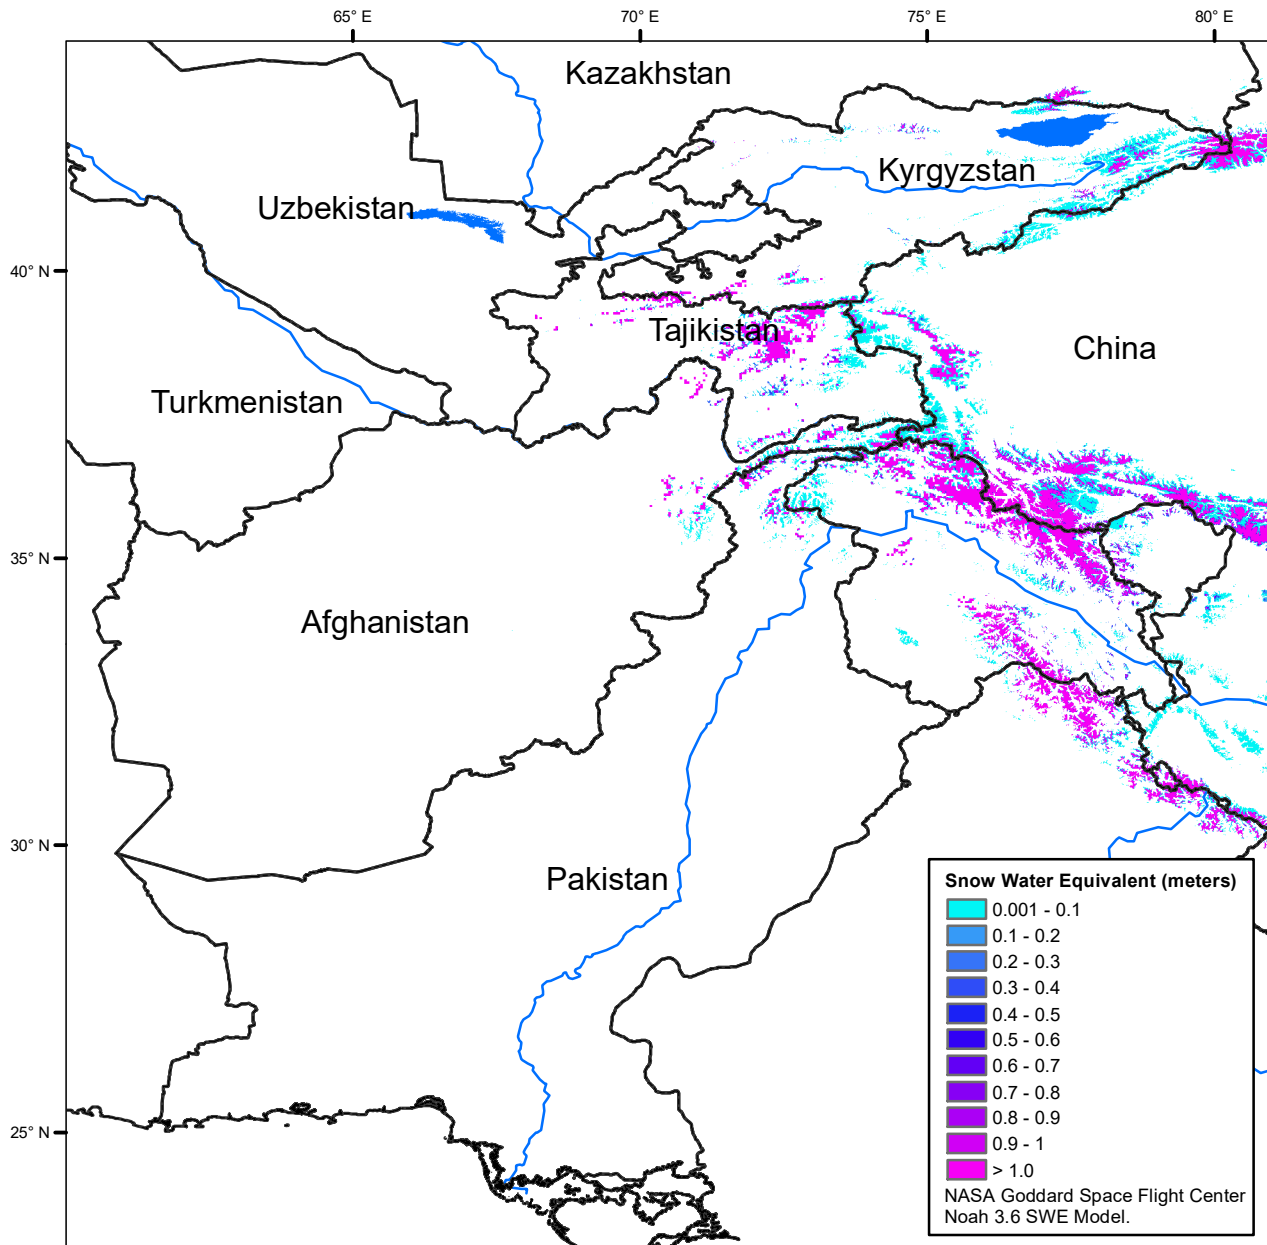 65° E
70° E
75° E
80° E
Kazakhstan
Kyrgyzstan
Uzbekistan
40° N
Tajikistan
China
Turkmenistan
35° N
Afghanistan
30° N
Pakistan
25° N
Snow Water Equivalent (meters)
0.001 - 0.1
0.1 - 0.2
0.2 - 0.3
0.3 - 0.4
0.4 - 0.5
0.5 - 0.6
0.6 - 0.7
0.7 - 0.8
0.8 - 0.9
0.9 - 1
> 1.0
NASA Goddard Space Flight Center
Noah 3.6 SWE Model.